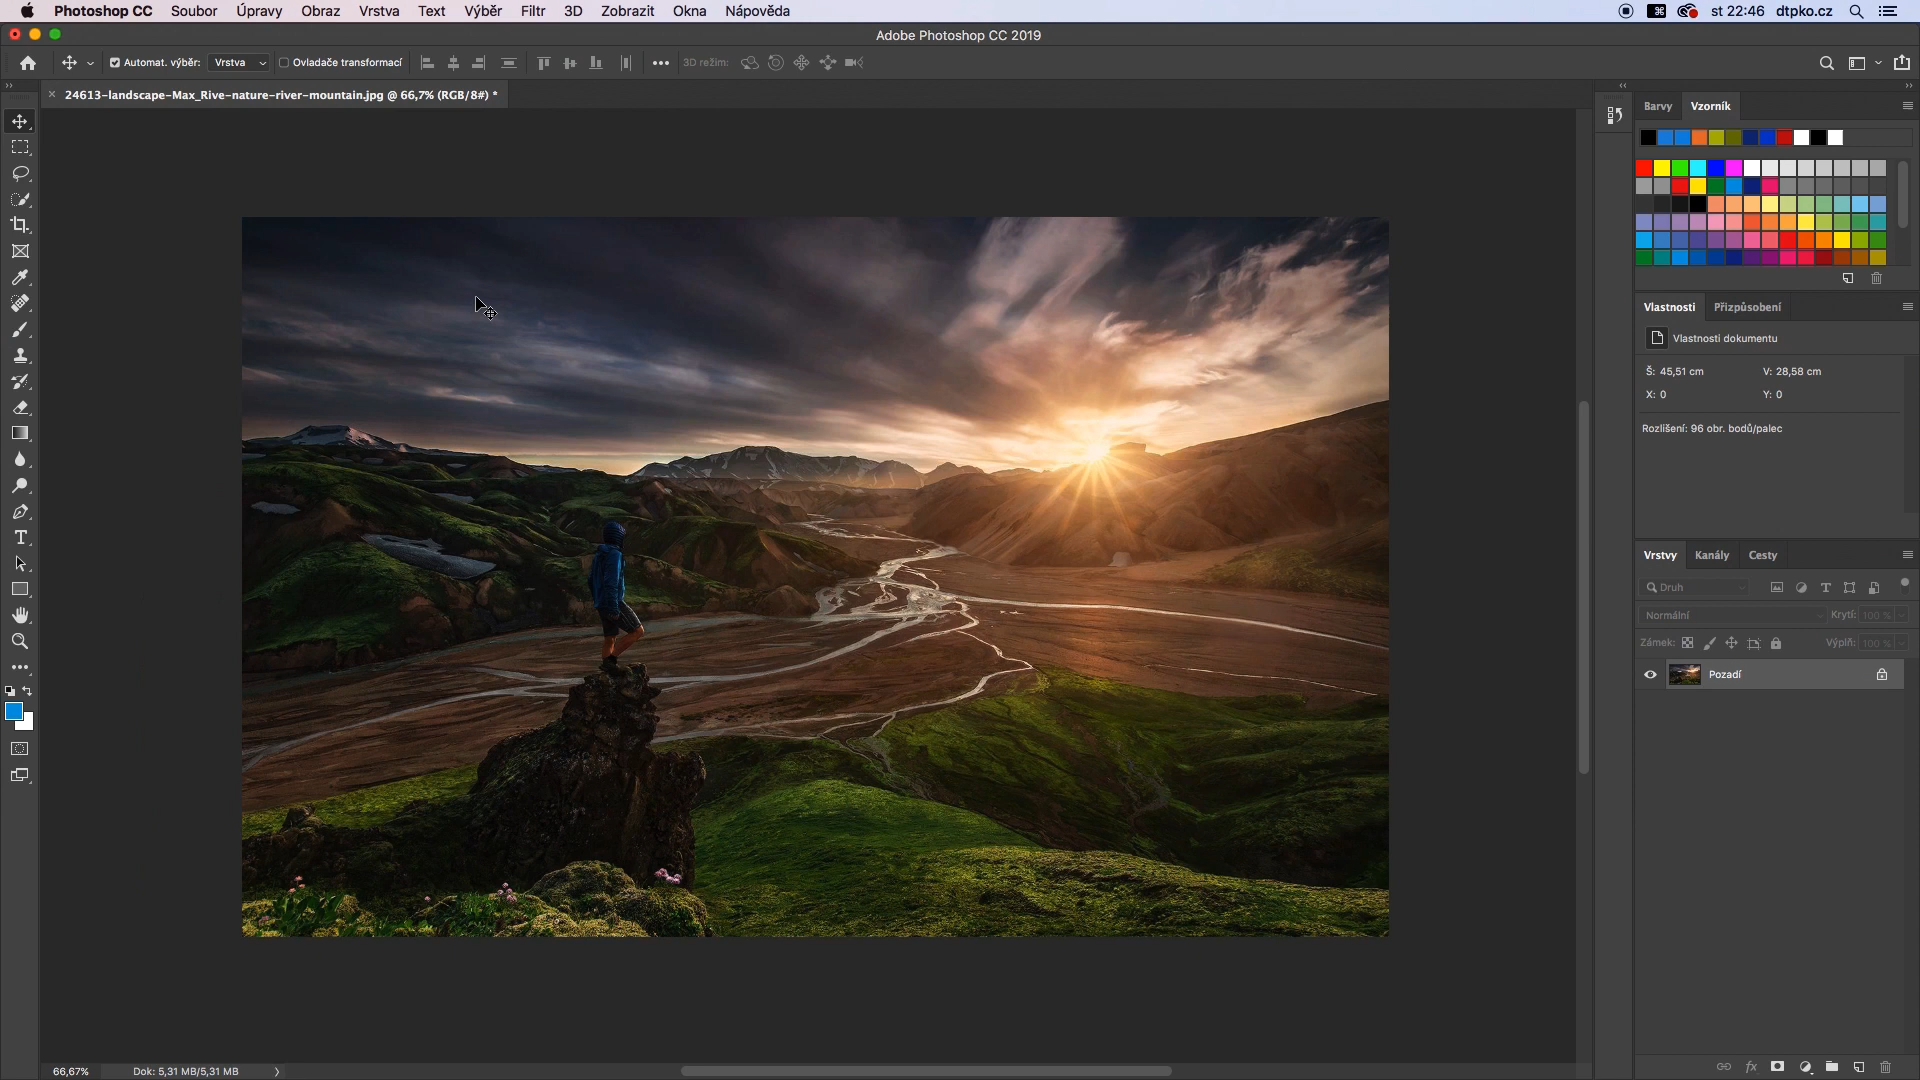 Photoshop CC Soubor Úpravy Obraz Vrstva Text Výběr Filtr 3D Zobrazit Okna Nápověda st 22:46 dtpko.cz
Adobe Photoshop CC 2019
Automat. výběr: Vrstva Ovladače transformací 3D režim:
24613-landscape-Max_Rive-nature-river-mountain.jpg @ 66,7% (RGB/8#) *
Barvy Vzorník
Vlastnosti Přizpůsobení
Vlastnosti dokumentu
Š: 45,51 cm V: 28,58 cm
X: 0 Y: 0
Rozlišení: 96 obr. bodů/palec
Vrstvy Kanály Cesty
Druh
Normální Krytí: 100 %
Zámek: Výplň: 100 %
Pozadí
66,67% Dok: 5,31 MB/5,31 MB